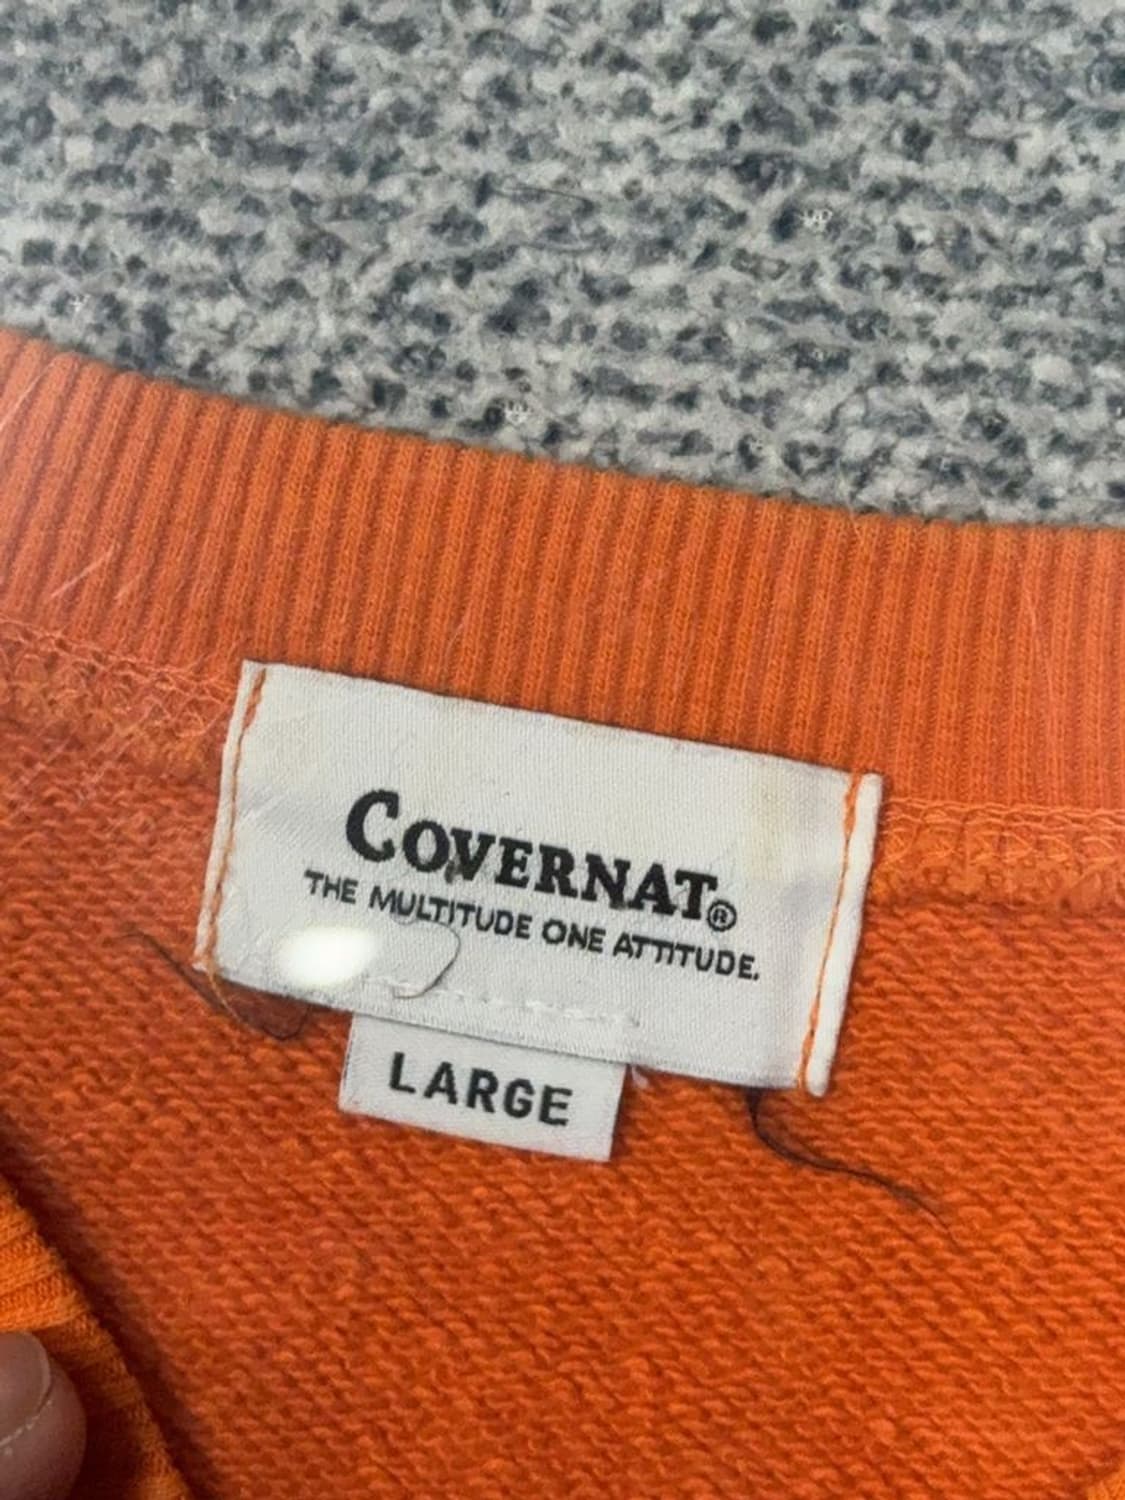 COVERNAT®
THE MULTITUDE ONE ATTITUDE.
LARGE